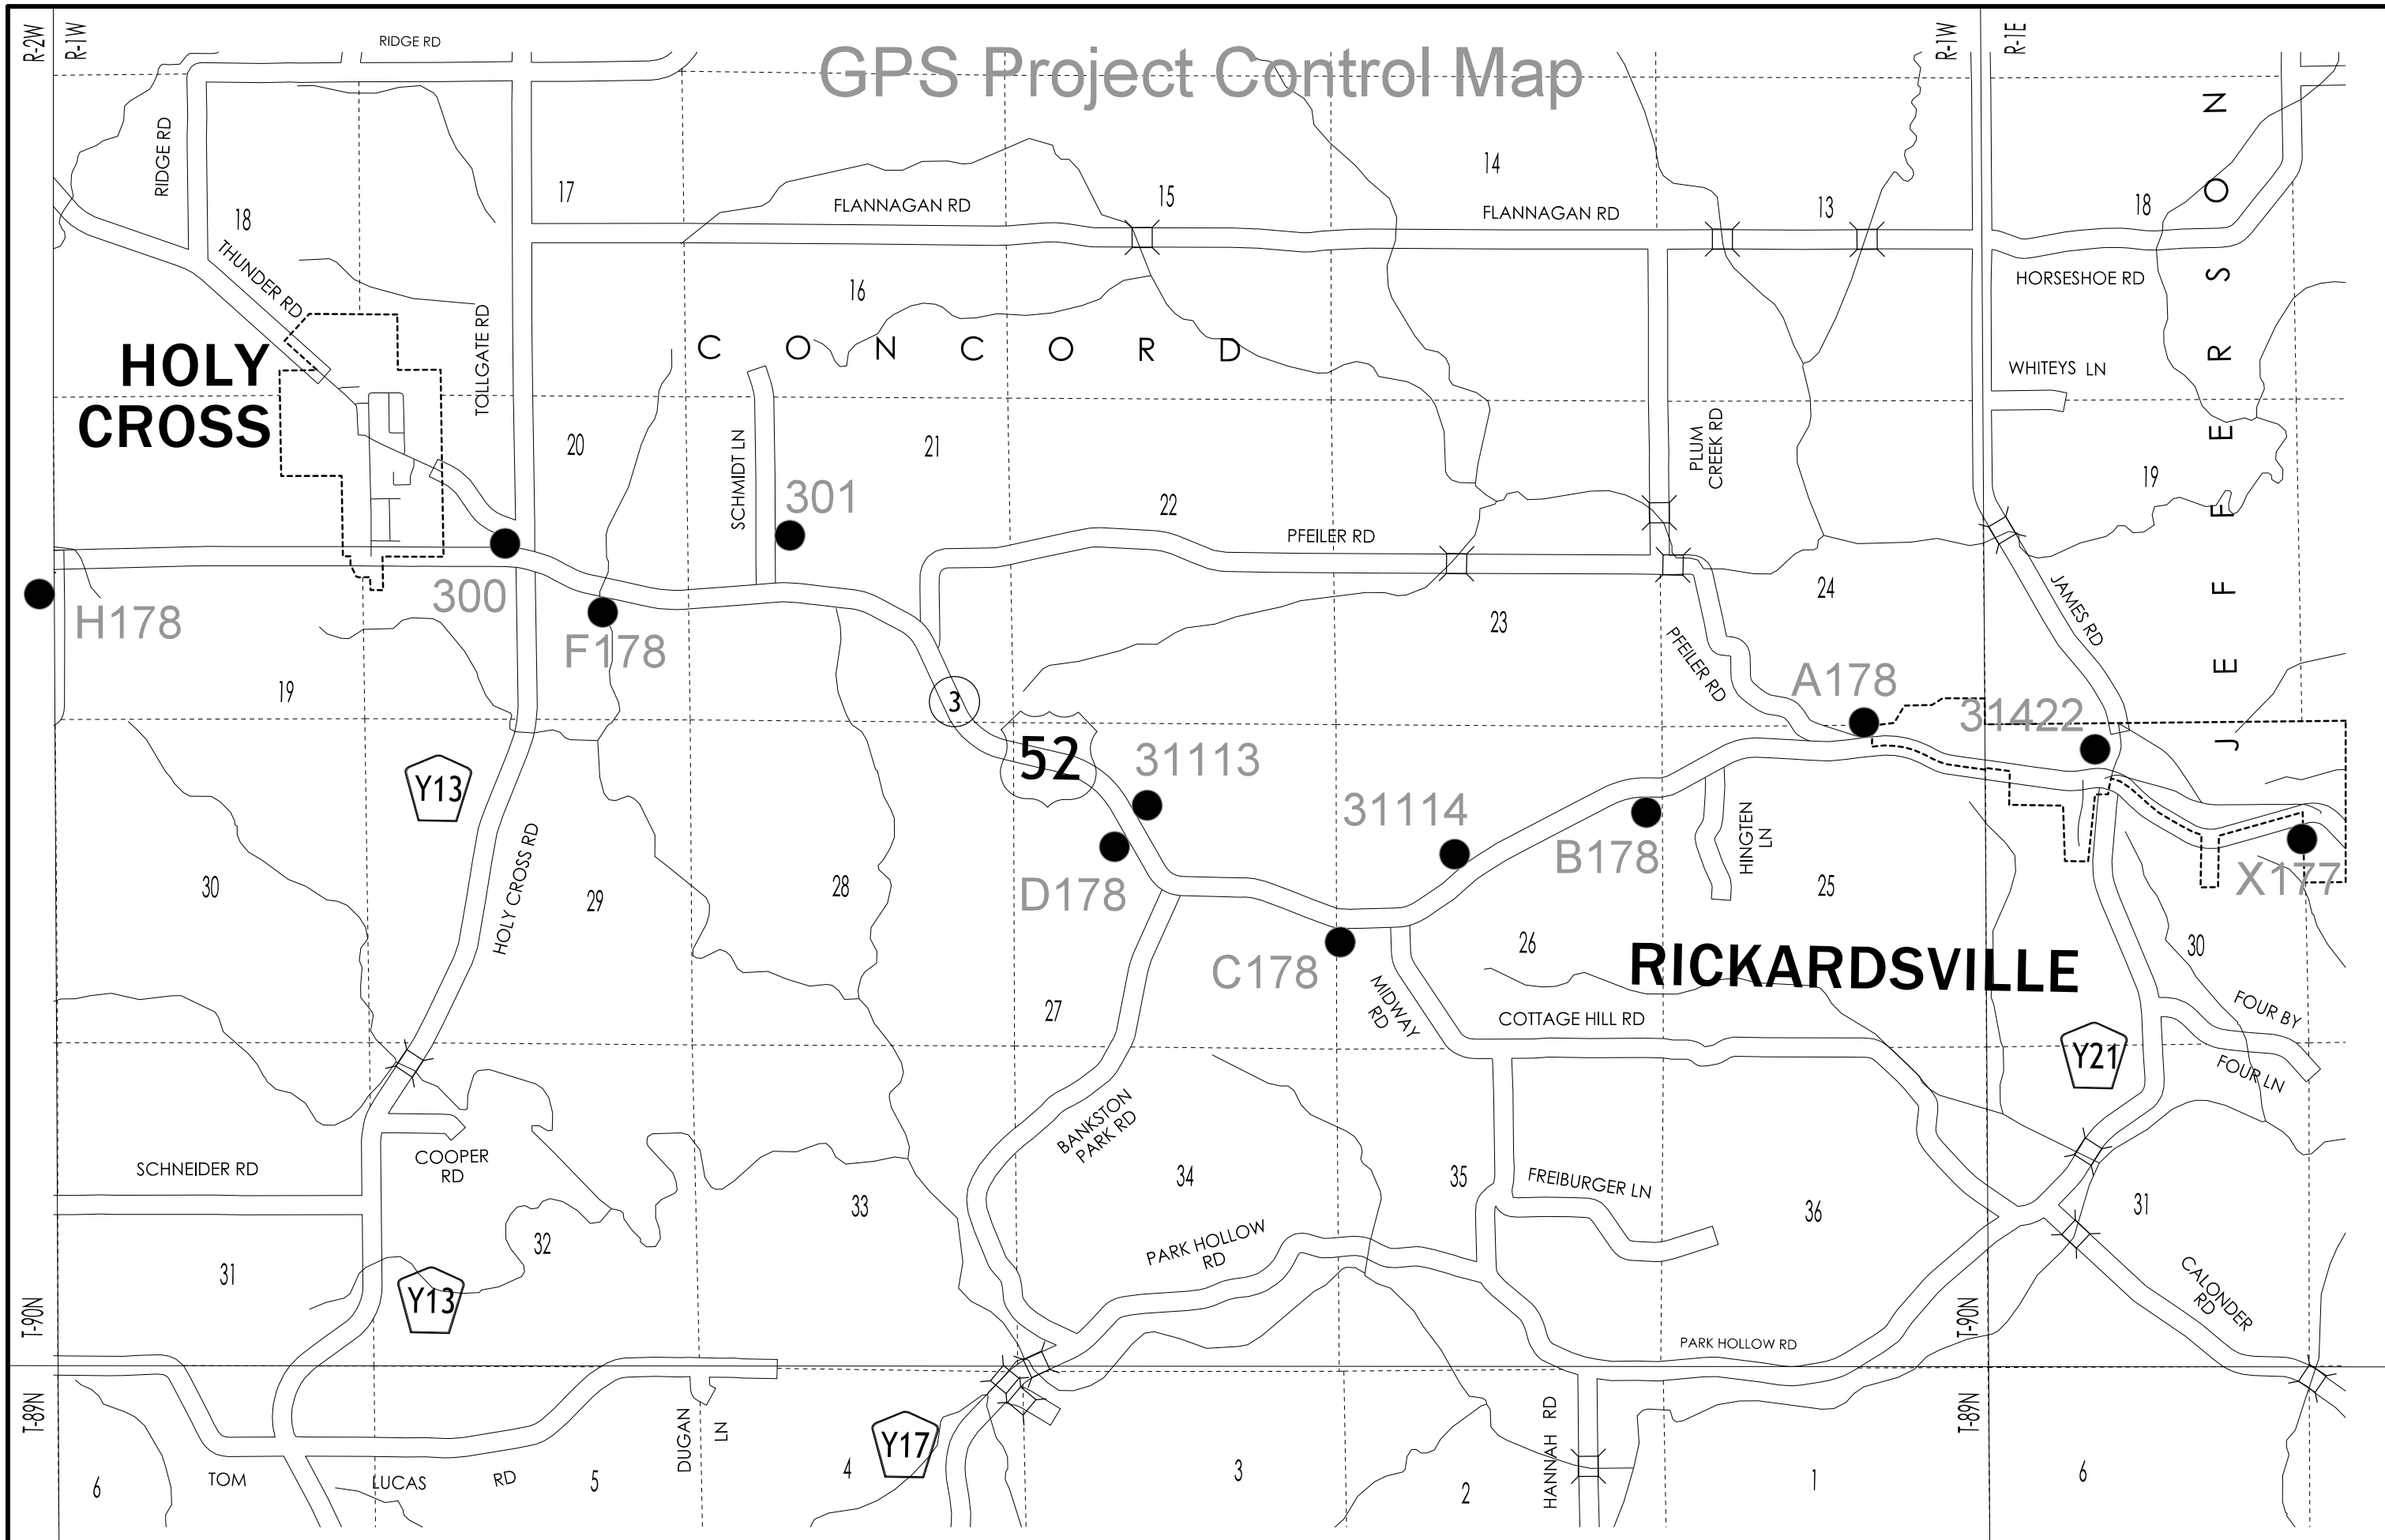 R-2W
R-1W
RIDGE RD
GPS Project Control Map
R-1W
R-1E
RIDGE RD
18
17
FLANNAGAN RD
15
14
FLANNAGAN RD
13
18
THUNDER RD
16
HORSESHOE RD
TOLLGATE RD
CONCORD
JEFFERSON
HOLY
CROSS
WHITEYS LN
20
SCHMIDT LN
21
PLUM
CREEK RD
19
301
22
PFEILER RD
H178
300
F178
24
23
JAMES RD
19
PFEILER RD
A178
3
31422
52
31113
Y13
31114
HOLY CROSS RD
B178
HINGTEN
LN
30
29
28
D178
25
X177
26
C178
RICKARDSVILLE
30
27
MIDWAY
RD
COTTAGE HILL RD
FOUR BY
FOUR LN
Y21
BANKSTON
PARK RD
SCHNEIDER RD
COOPER
RD
34
35
FREIBURGER LN
33
36
31
32
PARK HOLLOW
RD
31
Y13
CALONDER
RD
T-90N
T-90N
PARK HOLLOW RD
T-89N
T-89N
DUGAN
LN
Y17
HANNAH RD
6
TOM
LUCAS
RD
5
4
3
2
1
6